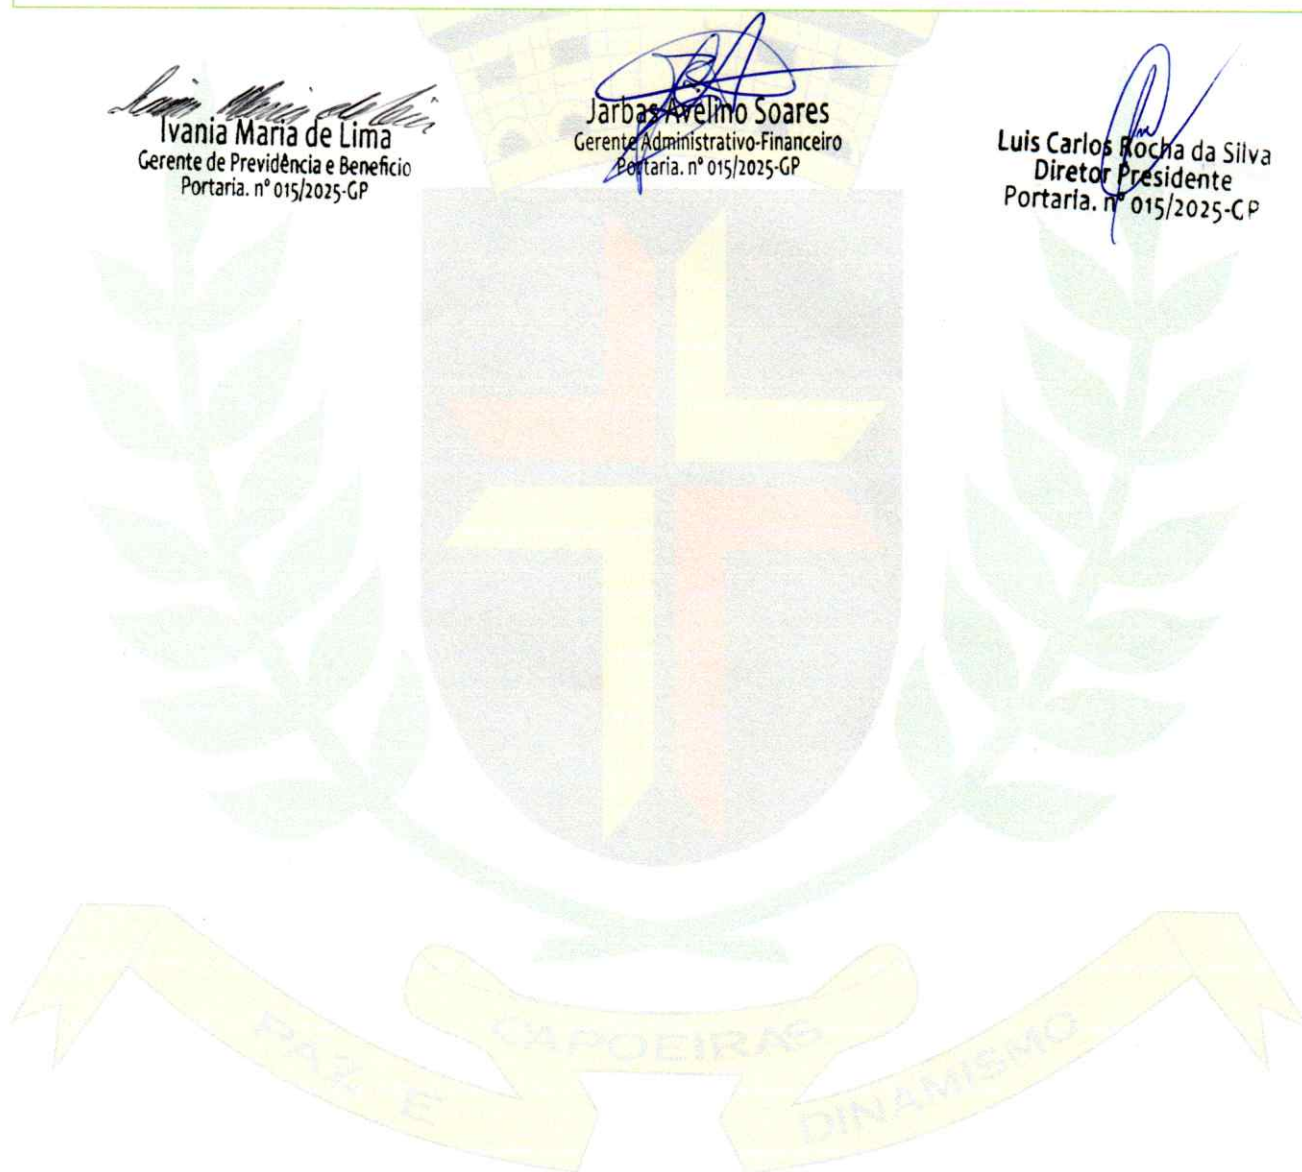 Ivania Maria de Lima
Gerente de Previdência e Beneficio
Portaria. nº 015/2025-GP
Jarbas Avelino Soares
Gerente Administrativo-Financeiro
Portaria. nº 015/2025-GP
Luis Carlos Rocha da Silva
Diretor Presidente
Portaria. nº 015/2025-GP
PAZ E
CAPOEIRAS
DINAMISMO